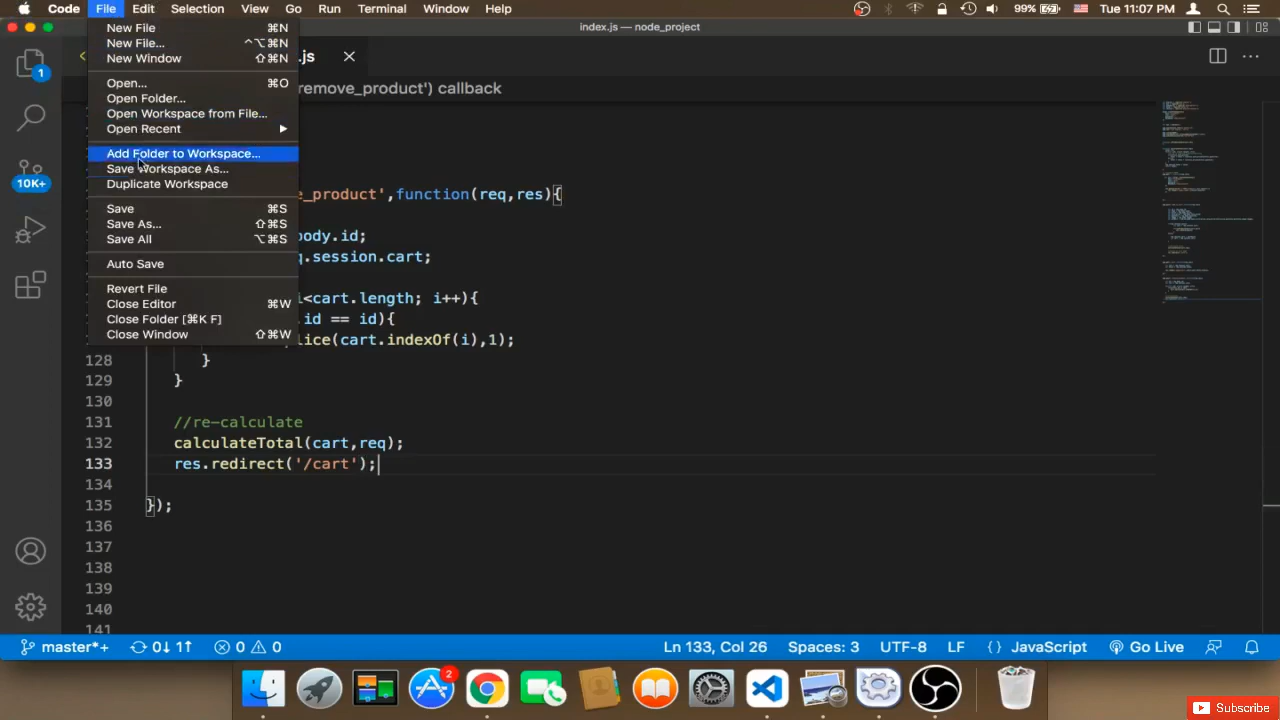 Code File Edit Selection View Go Run Terminal Window Help 99% Tue 11:07 PM
index.js — node_project
New File ⌘N
New File... ^⌥⌘N
New Window ⇧⌘N
Open... ⌘O
Open Folder...
Open Workspace from File...
Open Recent
Add Folder to Workspace...
Save Workspace As...
Duplicate Workspace
Save ⌘S
Save As... ⇧⌘S
Save All ⌥⌘S
Auto Save
Revert File
Close Editor ⌘W
Close Folder [⌘K F]
Close Window ⇧⌘W
1
10K+
.js
remove_product') callback
e_product',function(req,res){
body.id;
q.session.cart;
i<cart.length; i++){
id == id){
lice(cart.indexOf(i),1);
128 }
129 }
130
131 //re-calculate
132 calculateTotal(cart,req);
133 res.redirect('/cart');
134
135 });
136
137
138
139
140
141
master*+ 0↓ 1↑ 0 0 Ln 133, Col 26 Spaces: 3 UTF-8 LF {} JavaScript Go Live
2
Subscribe